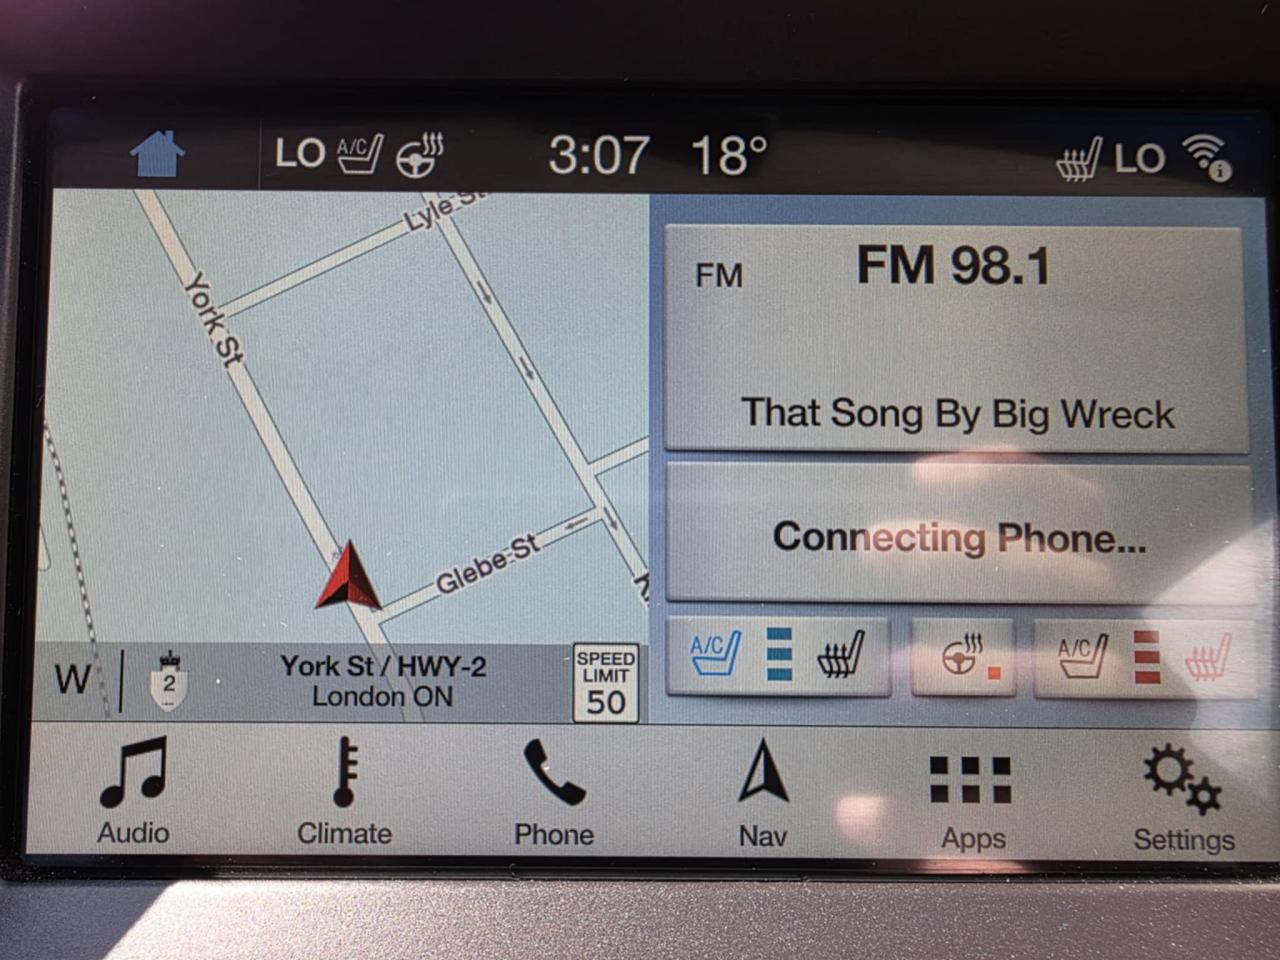 LO A/C 3:07 18° LO
i
Lyle St
York St
Glebe St
W 2 York St / HWY-2
London ON
SPEED
LIMIT
50
FM FM 98.1
That Song By Big Wreck
Connecting Phone...
A/C A/C
Audio Climate Phone Nav Apps Settings